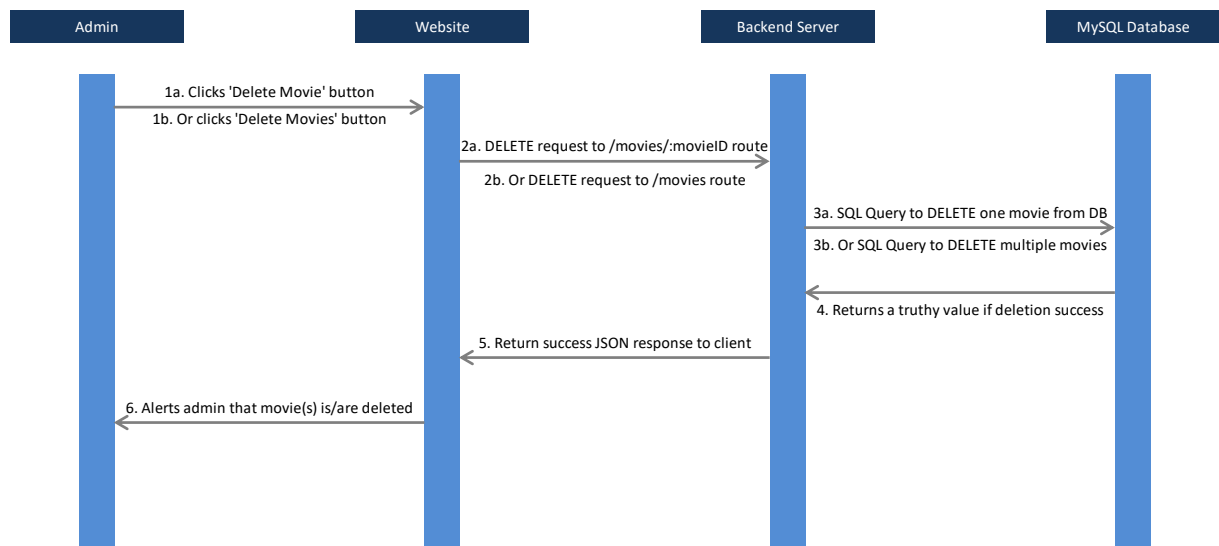 Admin
Website
Backend Server
MySQL Database
1a. Clicks 'Delete Movie' button
1b. Or clicks 'Delete Movies' button
2a. DELETE request to /movies/:movieID route
2b. Or DELETE request to /movies route
3a. SQL Query to DELETE one movie from DB
3b. Or SQL Query to DELETE multiple movies
4. Returns a truthy value if deletion success
5. Return success JSON response to client
6. Alerts admin that movie(s) is/are deleted